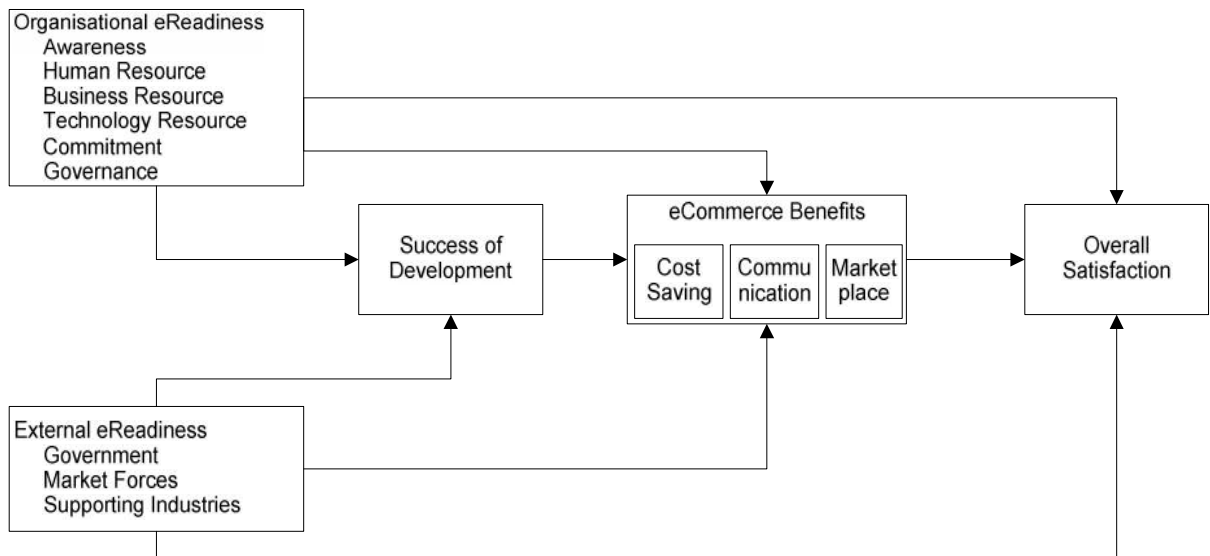 Organisational eReadiness
Awareness
Human Resource
Business Resource
Technology Resource
Commitment
Governance
Success of
Development
eCommerce Benefits
Cost
Saving
Commu
nication
Market
place
Overall
Satisfaction
External eReadiness
Government
Market Forces
Supporting Industries